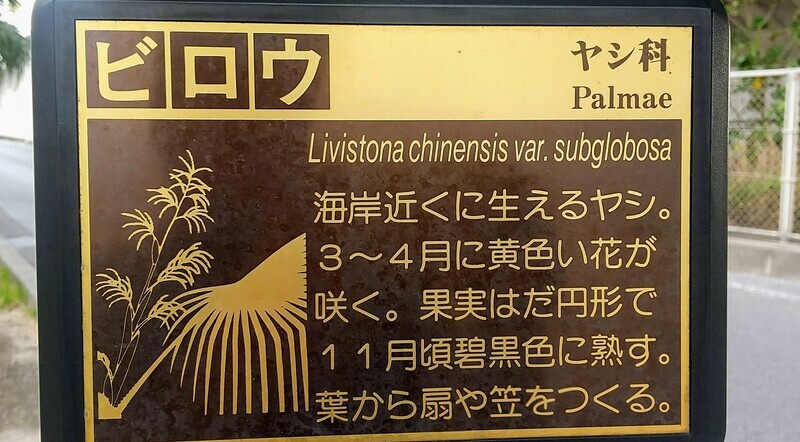 ビロウ
ヤシ科
Palmae
Livistona chinensis var. subglobosa
海岸近くに生えるヤシ。
３〜４月に黄色い花が
咲く。果実はだ円形で
１１月頃碧黒色に熟す。
葉から扇や笠をつくる。